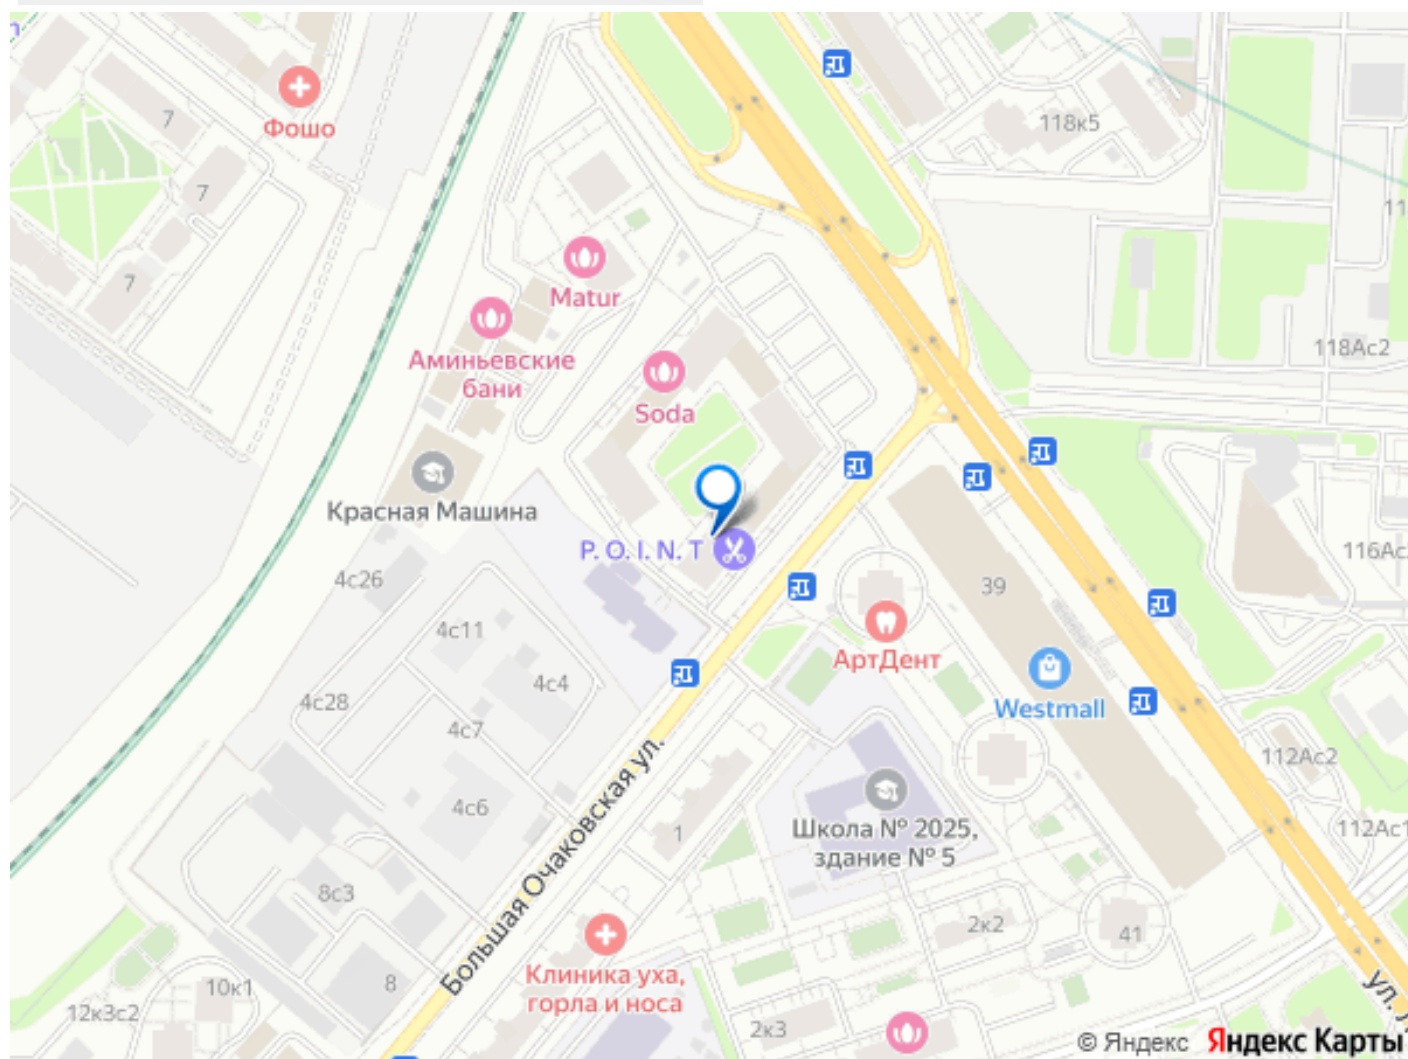 118к5
Фошо
7
7
11
7
Matur
118Ас2
Аминьевские
бани
Soda
Красная Машина
P. O. I. N. T
116Ас
4с26
39
4с11
АртДент
4с4
4с28
Westmall
4с7
112Ас2
4с6
Школа № 2025,
здание № 5
1
112Ас1
Большая Очаковская ул.
8с3
2к2
41
Клиника уха,
горла и носа
10к1
8
12к3с2
2к3
ул. Л
© Яндекс Яндекс Карты